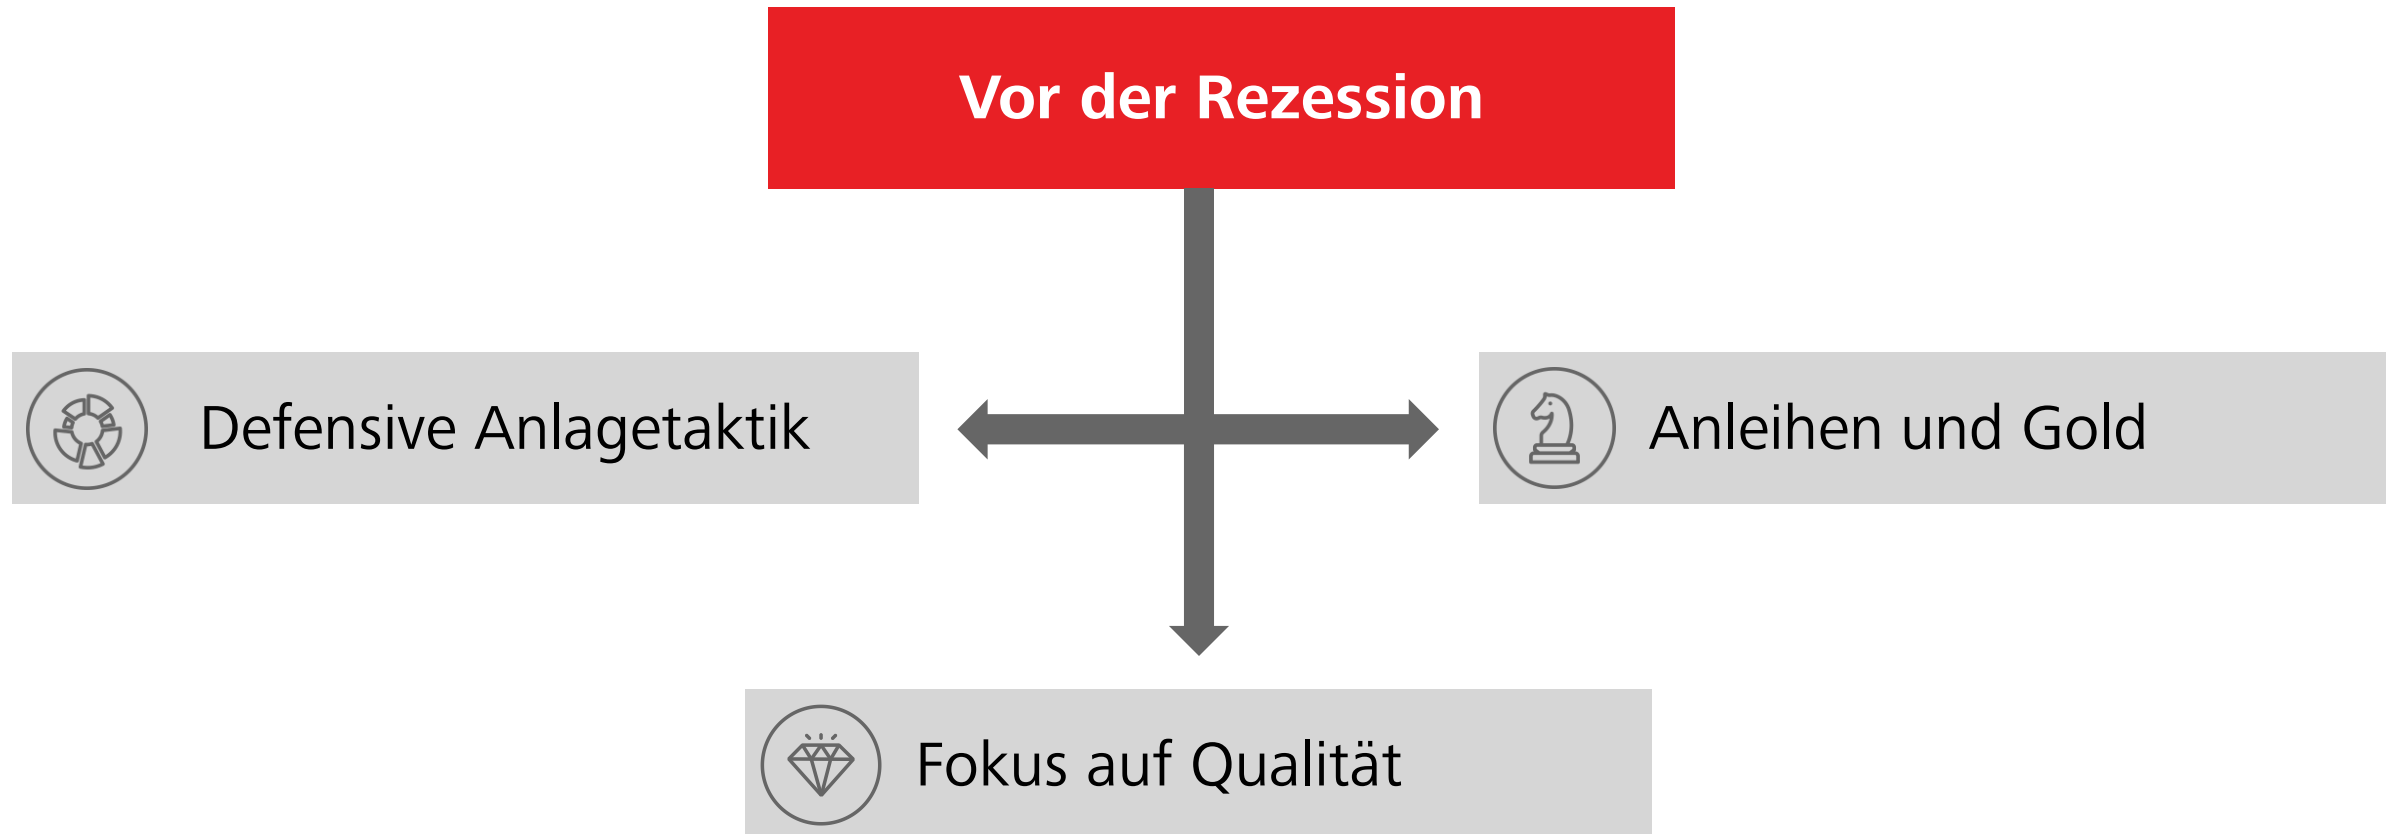 Vor der Rezession
Defensive Anlagetaktik
Anleihen und Gold
Fokus auf Qualität